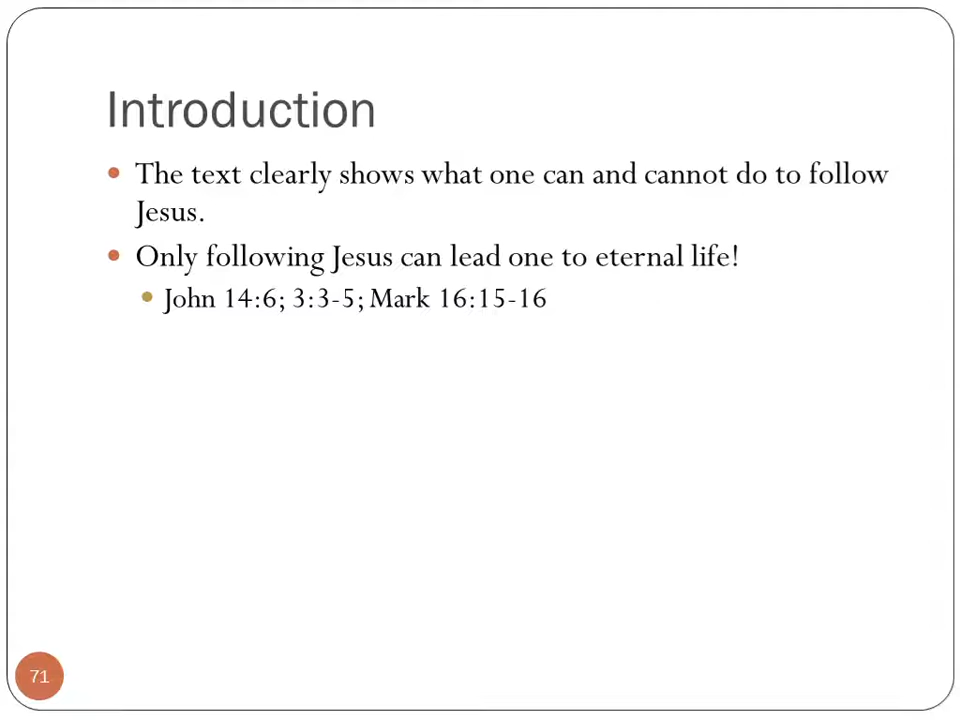 Introduction
The text clearly shows what one can and cannot do to follow
Jesus.
Only following Jesus can lead one to eternal life!
John 14:6; 3:3-5; Mark 16:15-16
71